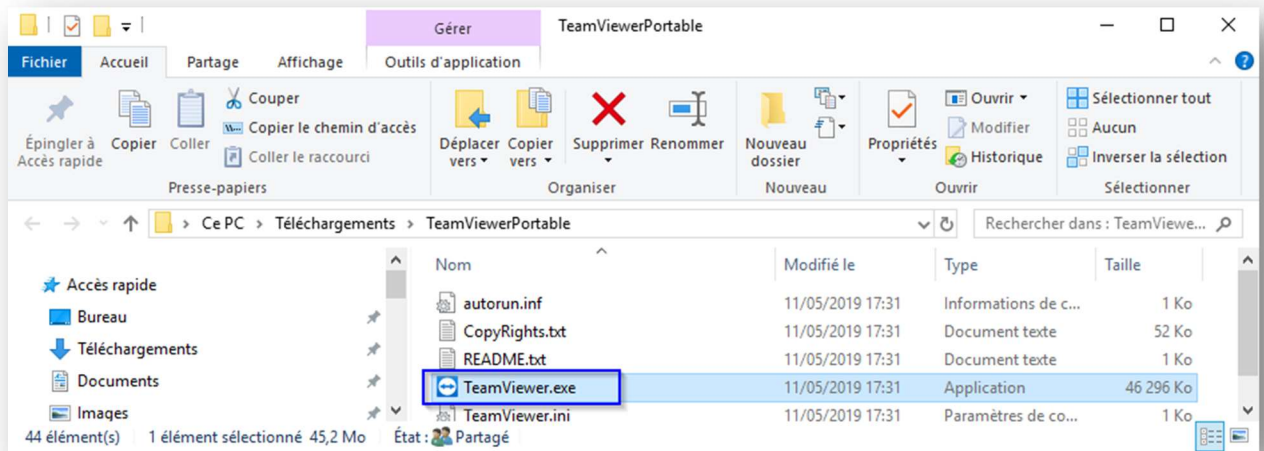 Gérer
TeamViewerPortable
Fichier
Accueil
Partage
Affichage
Outils d'application
Épingler à
Accès rapide
Copier
Coller
Couper
Copier le chemin d'accès
Coller le raccourci
Presse-papiers
Déplacer
vers
Copier
vers
Supprimer
Renommer
Organiser
Nouveau
dossier
Nouveau
Propriétés
Ouvrir
Modifier
Historique
Ouvrir
Sélectionner tout
Aucun
Inverser la sélection
Sélectionner
Ce PC > Téléchargements > TeamViewerPortable
Rechercher dans : TeamViewe...
Accès rapide
Bureau
Téléchargements
Documents
Images
Nom Modifié le Type Taille
autorun.inf 11/05/2019 17:31 Informations de c... 1 Ko
CopyRights.txt 11/05/2019 17:31 Document texte 52 Ko
README.txt 11/05/2019 17:31 Document texte 1 Ko
TeamViewer.exe 11/05/2019 17:31 Application 46 296 Ko
TeamViewer.ini 11/05/2019 17:31 Paramètres de co... 1 Ko
44 élément(s) 1 élément sélectionné 45,2 Mo État : Partagé